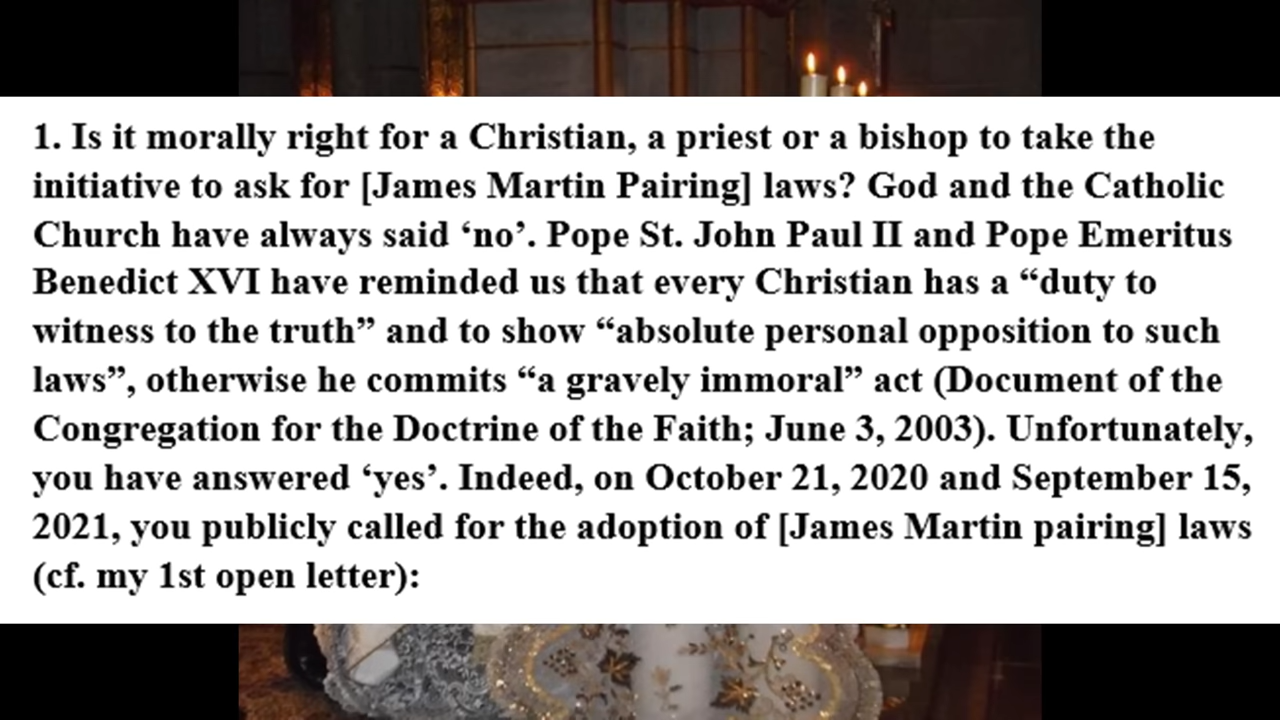 1. Is it morally right for a Christian, a priest or a bishop to take the
initiative to ask for [James Martin Pairing] laws? God and the Catholic
Church have always said ‘no’. Pope St. John Paul II and Pope Emeritus
Benedict XVI have reminded us that every Christian has a “duty to
witness to the truth” and to show “absolute personal opposition to such
laws”, otherwise he commits “a gravely immoral” act (Document of the
Congregation for the Doctrine of the Faith; June 3, 2003). Unfortunately,
you have answered ‘yes’. Indeed, on October 21, 2020 and September 15,
2021, you publicly called for the adoption of [James Martin pairing] laws
(cf. my 1st open letter):